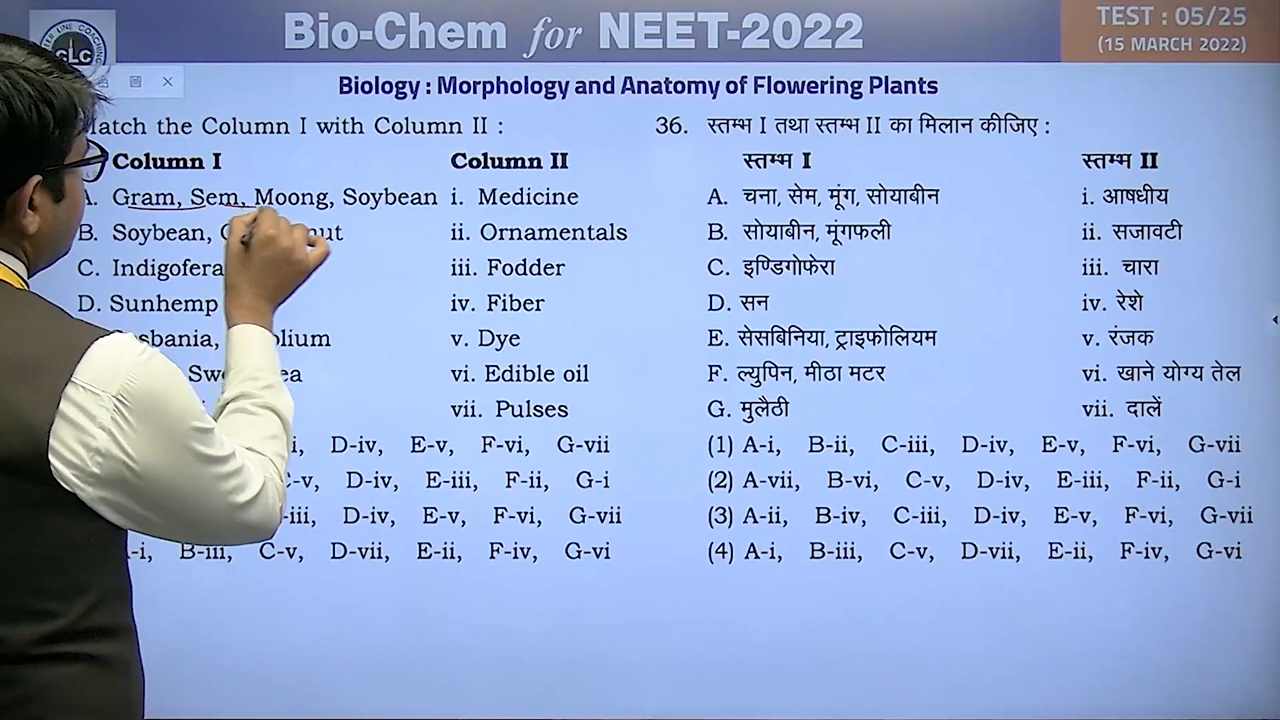 Bio-Chem for NEET-2022
TEST : 05/25
(15 MARCH 2022)
Biology : Morphology and Anatomy of Flowering Plants
Match the Column I with Column II :
Column I Column II
A. Gram, Sem, Moong, Soybean i. Medicine
B. Soybean, ii. Ornamentals
C. Indigofera iii. Fodder
D. Sunhemp iv. Fiber
v. Dye
vi. Edible oil
vii. Pulses
D-iv, E-v, F-vi, G-vii
C-v, D-iv, E-iii, F-ii, G-i
D-iv, E-v, F-vi, G-vii
B-iii, C-v, D-vii, E-ii, F-iv, G-vi
36. स्तम्भ I तथा स्तम्भ II का मिलान कीजिए :
स्तम्भ I स्तम्भ II
A. चना, सेम, मूंग, सोयाबीन i. आषधीय
B. सोयाबीन, मूंगफली ii. सजावटी
C. इण्डिगोफेरा iii. चारा
D. सन iv. रेशे
E. सेसबिनिया, ट्राइफोलियम v. रंजक
F. ल्युपिन, मीठा मटर vi. खाने योग्य तेल
G. मुलैठी vii. दालें
(1) A-i, B-ii, C-iii, D-iv, E-v, F-vi, G-vii
(2) A-vii, B-vi, C-v, D-iv, E-iii, F-ii, G-i
(3) A-ii, B-iv, C-iii, D-iv, E-v, F-vi, G-vii
(4) A-i, B-iii, C-v, D-vii, E-ii, F-iv, G-vi